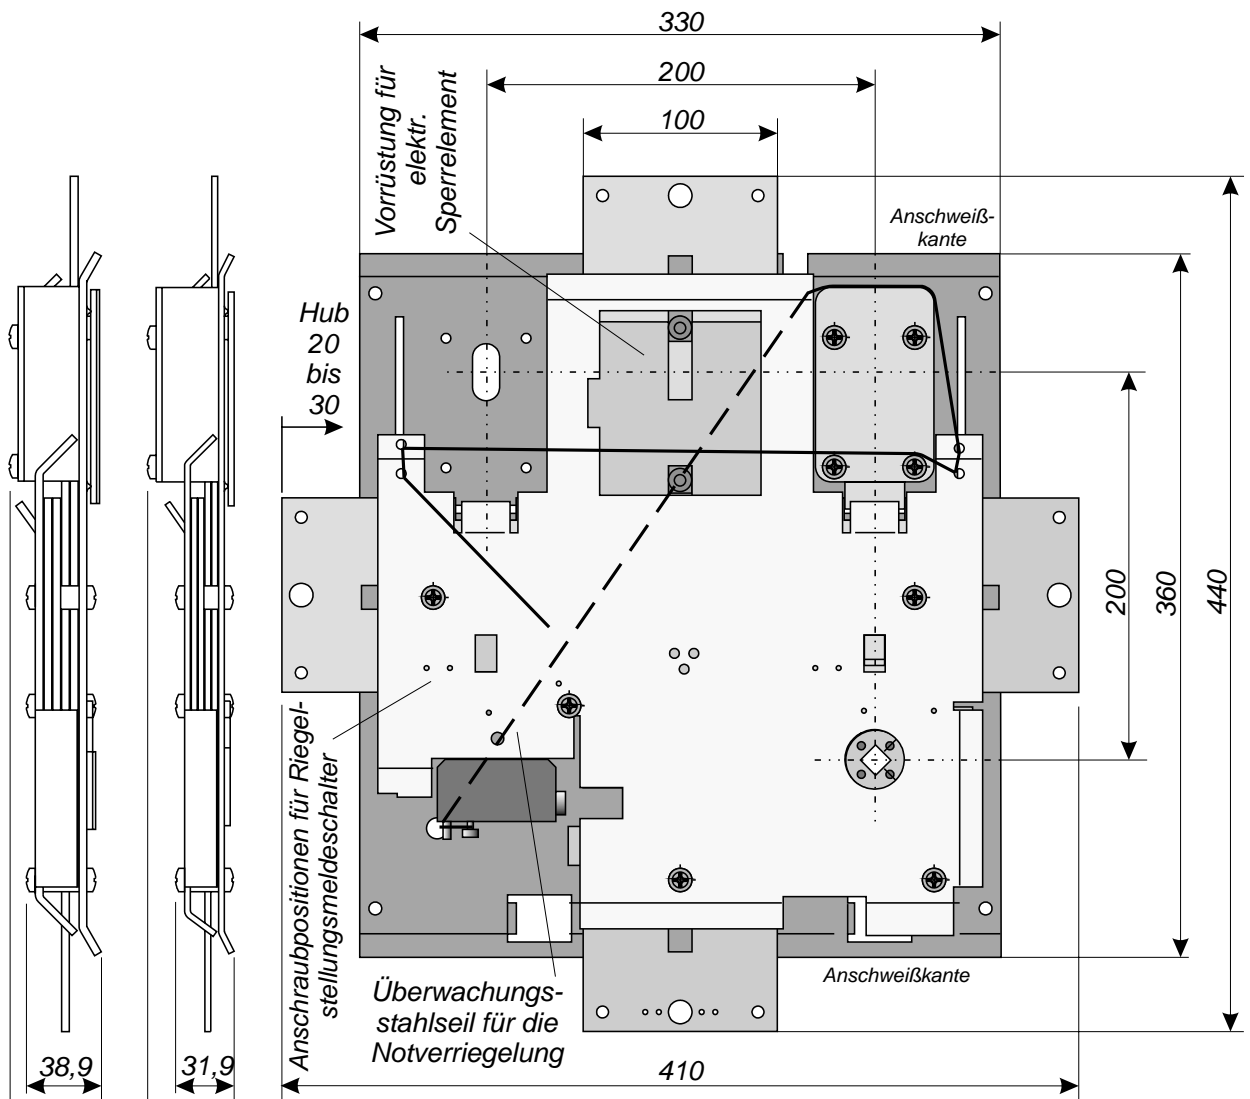 330
200
100
Vorrüstung für
elektr.
Sperrelement
Anschweiß-
kante
Hub
20
bis
30
200
360
440
Anschraubpositionen für Riegel-
stellungsmeldeschalter
Überwachungs-
stahlseil für die
Notverriegelung
Anschweißkante
38,9
31,9
410